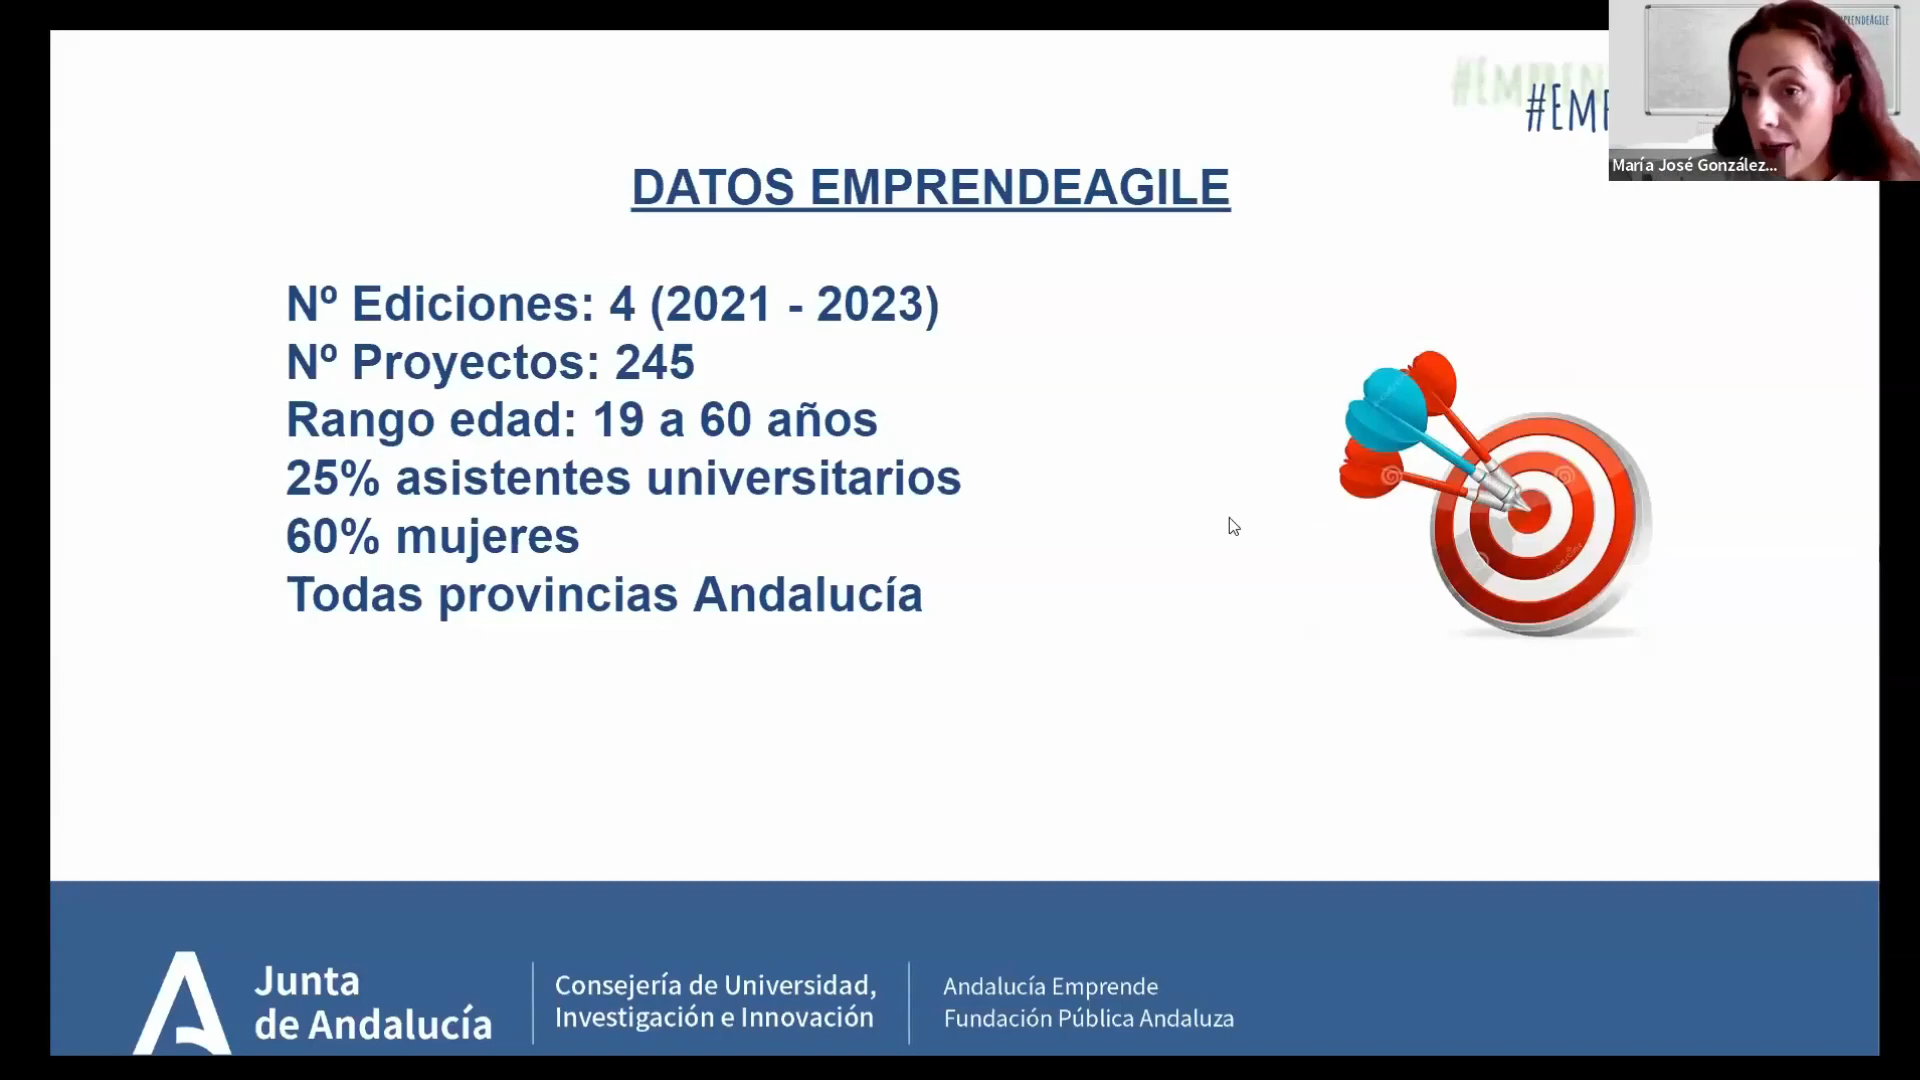 DATOS EMPRENDEAGILE
María José González...
Nº Ediciones: 4 (2021 - 2023)
Nº Proyectos: 245
Rango edad: 19 a 60 años
25% asistentes universitarios
60% mujeres
Todas provincias Andalucía
Junta
de Andalucía
Consejería de Universidad,
Investigación e Innovación
Andalucía Emprende
Fundación Pública Andaluza